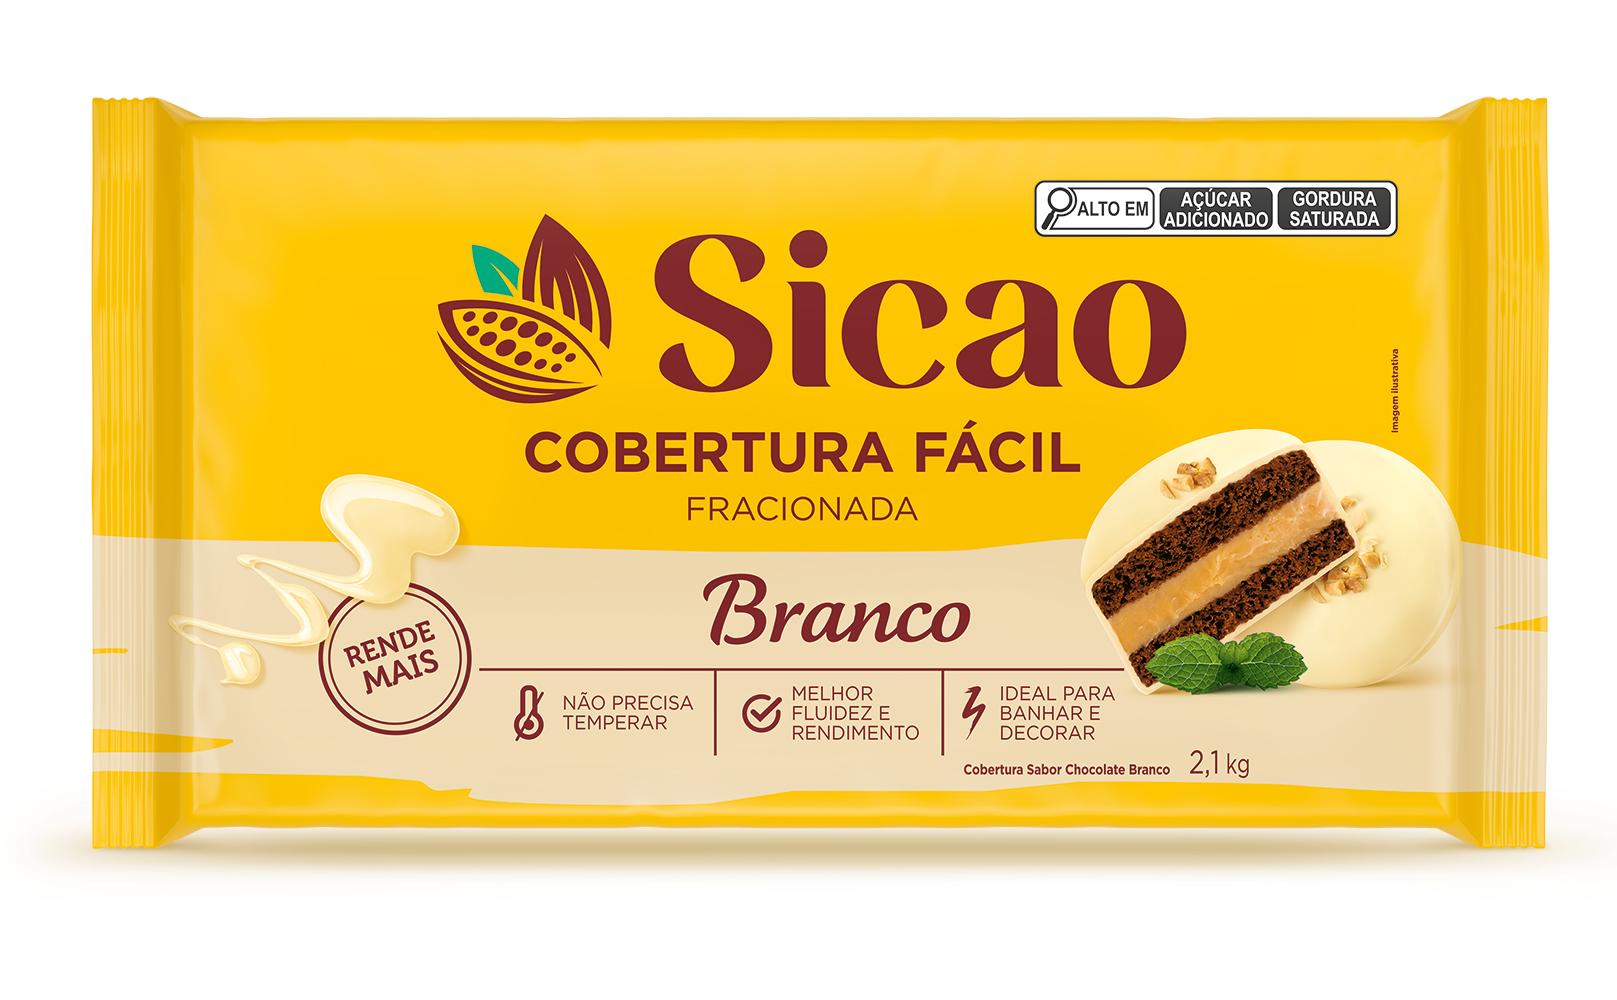 ALTO EM
AÇÚCAR
ADICIONADO
GORDURA
SATURADA
Sicao
Imagem ilustrativa
COBERTURA FÁCIL
FRACIONADA
Branco
RENDE
MAIS
NÃO PRECISA
TEMPERAR
MELHOR
FLUIDEZ E
RENDIMENTO
IDEAL PARA
BANHAR E
DECORAR
Cobertura Sabor Chocolate Branco 2,1 kg